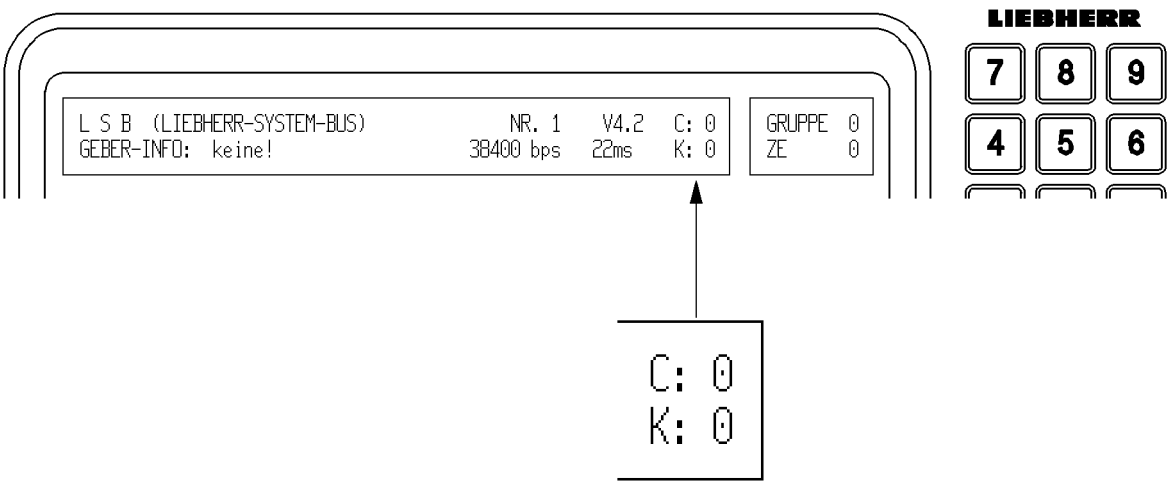 LIEBHERR
7 8 9
L S B (LIEBHERR-SYSTEM-BUS) NR. 1 V4.2 C: 0 GRUPPE 0
GEBER-INFO: keine! 38400 bps 22ms K: 0 ZE 0
4 5 6
C: 0
K: 0